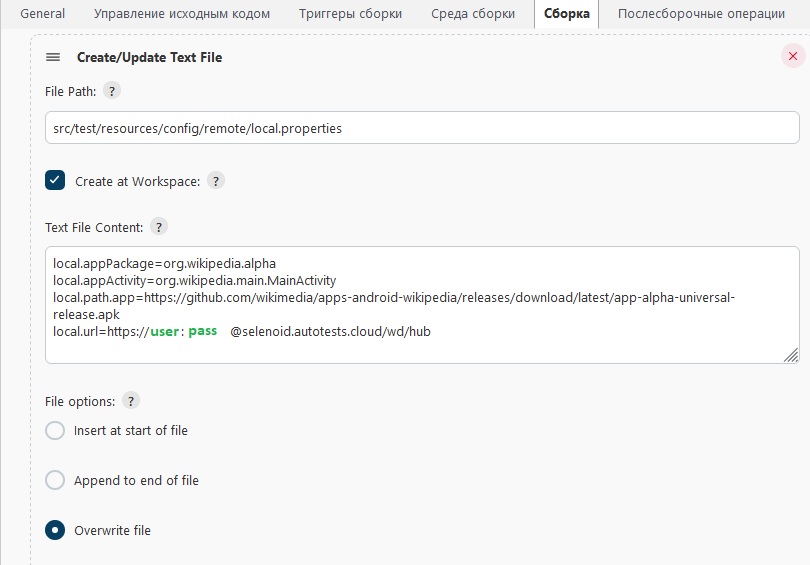 General Управление исходным кодом Триггеры сборки Среда сборки Сборка Послесборочные операции
Create/Update Text File
File Path: ?
src/test/resources/config/remote/local.properties
Create at Workspace: ?
Text File Content: ?
local.appPackage=org.wikipedia.alpha
local.appActivity=org.wikipedia.main.MainActivity
local.path.app=https://github.com/wikimedia/apps-android-wikipedia/releases/download/latest/app-alpha-universal-
release.apk
local.url=https://user:pass @selenoid.autotests.cloud/wd/hub
File options: ?
Insert at start of file
Append to end of file
Overwrite file